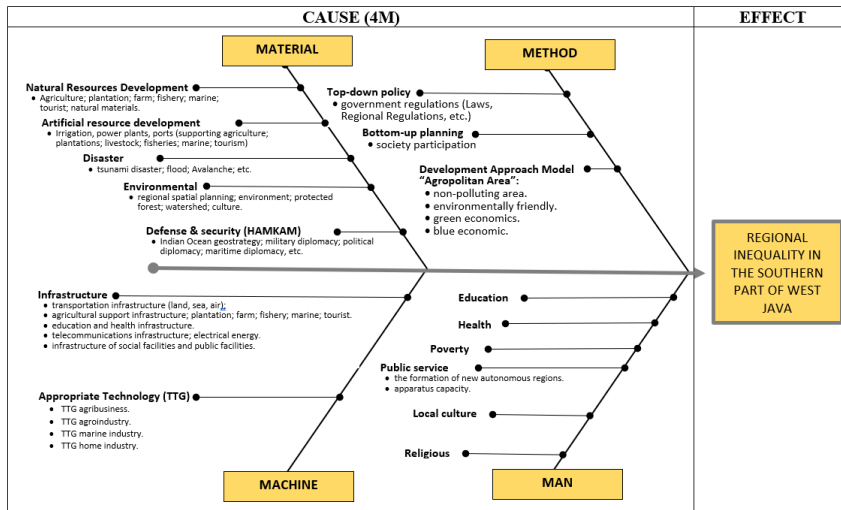 CAUSE (4M)
EFFECT
MATERIAL
METHOD
Natural Resources Development
• Agriculture; plantation; farm; fishery; marine;
tourist; natural materials.
Artificial resource development
• Irrigation, power plants, ports (supporting agriculture;
plantations; livestock; fisheries; marine; tourism)
Disaster
• tsunami disaster; flood; Avalanche; etc.
Environmental
• regional spatial planning; environment; protected
forest; watershed; culture.
Defense & security (HAMKAM)
• Indian Ocean geostrategy; military diplomacy; political
diplomacy; maritime diplomacy, etc.
Top-down policy
• government regulations (Laws,
Regional Regulations, etc.)
Bottom-up planning
• society participation
Development Approach Model
“Agropolitan Area”:
• non-polluting area.
• environmentally friendly.
• green economics.
• blue economic.
REGIONAL
INEQUALITY IN
THE SOUTHERN
PART OF WEST
JAVA
Infrastructure
• transportation infrastructure (land, sea, air);
• agricultural support infrastructure; plantation; farm; fishery; marine; tourist.
• education and health infrastructure.
• telecommunications infrastructure; electrical energy.
• infrastructure of social facilities and public facilities.
Appropriate Technology (TTG)
• TTG agribusiness.
• TTG agroindustry.
• TTG marine industry.
• TTG home industry.
Education
Health
Poverty
Public service
• the formation of new autonomous regions.
• apparatus capacity.
Local culture
Religious
MACHINE
MAN